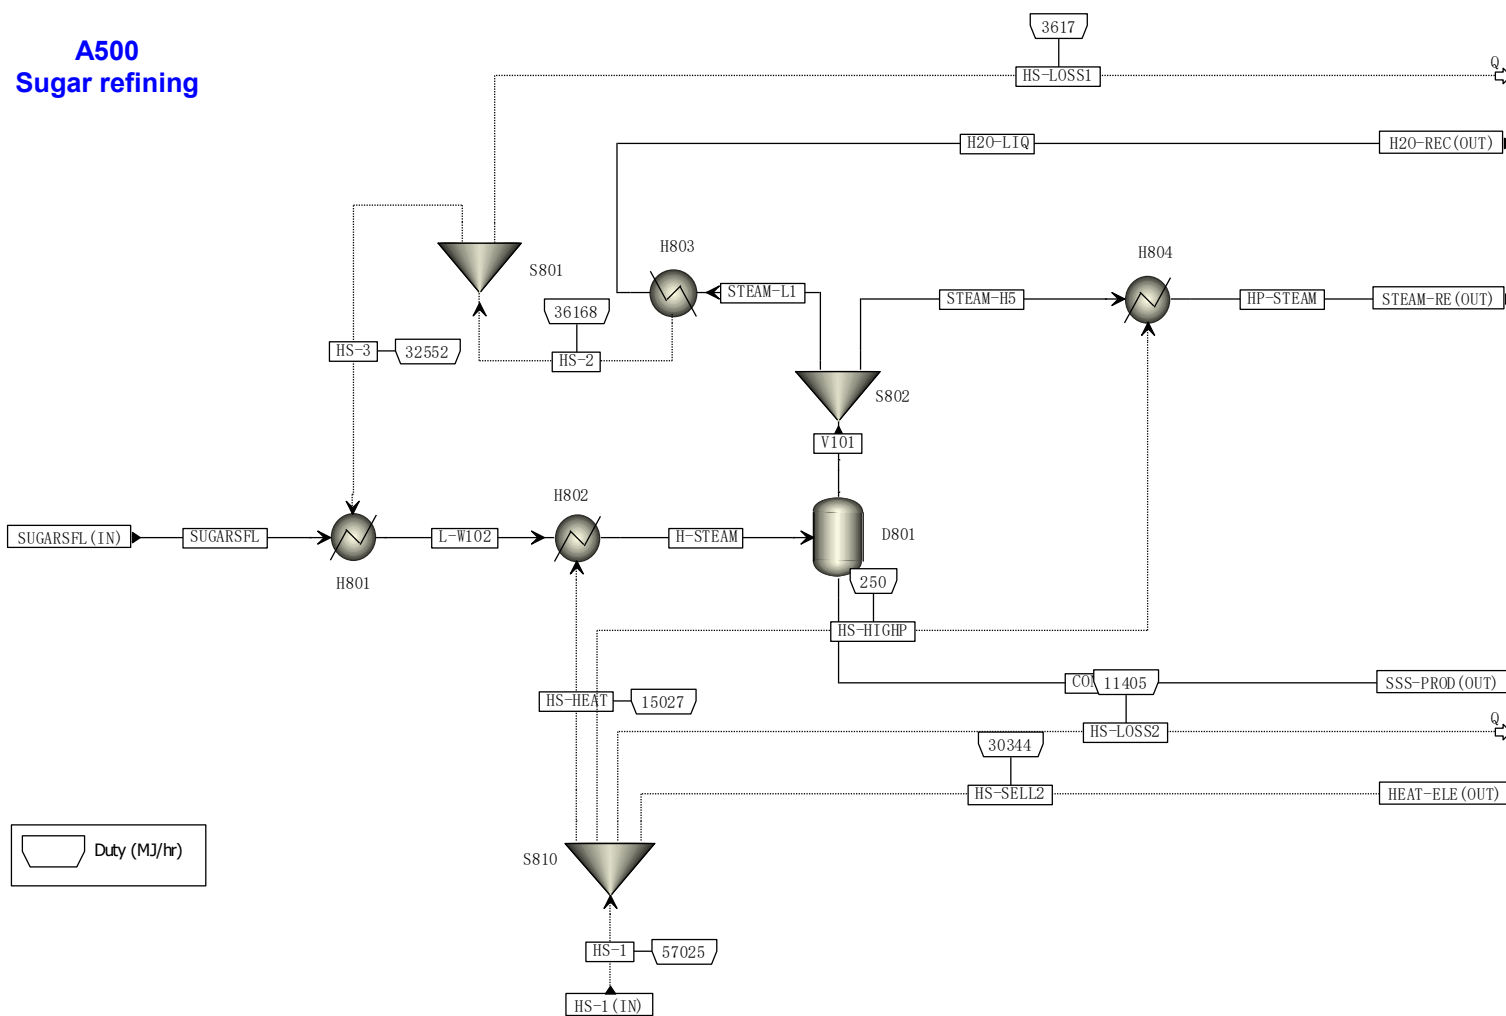 3617
A500
Sugar refining
Q
HS-LOSS1
H2O-LIQ
H2O-REC(OUT)
H803
H804
S801
STEAM-L1
STEAM-H5
HP-STEAM
STEAM-RE(OUT)
36168
HS-3
32552
HS-2
S802
V101
H802
SUGARSFL(IN)
SUGARSFL
L-W102
H-STEAM
D801
H801
250
HS-HIGHP
11405
SSS-PROD(OUT)
HS-HEAT
15027
Q
HS-LOSS2
30344
HS-SELL2
HEAT-ELE(OUT)
Duty (MJ/hr)
S810
HS-1
57025
HS-1(IN)